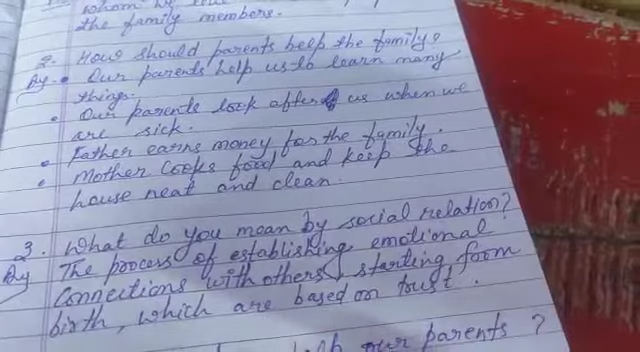 whom
the family members.
2. How should parents help the family?
Ay • Our parents help us to learn many
things.
• Our parents look after us when we
are sick.
• Father earns money for the family.
• Mother cooks food and keep the
house neat and clean.
3. What do you mean by social relation?
Ay The process of establishing emotional
connections with others, starting from
birth, which are based on trust.
our parents?